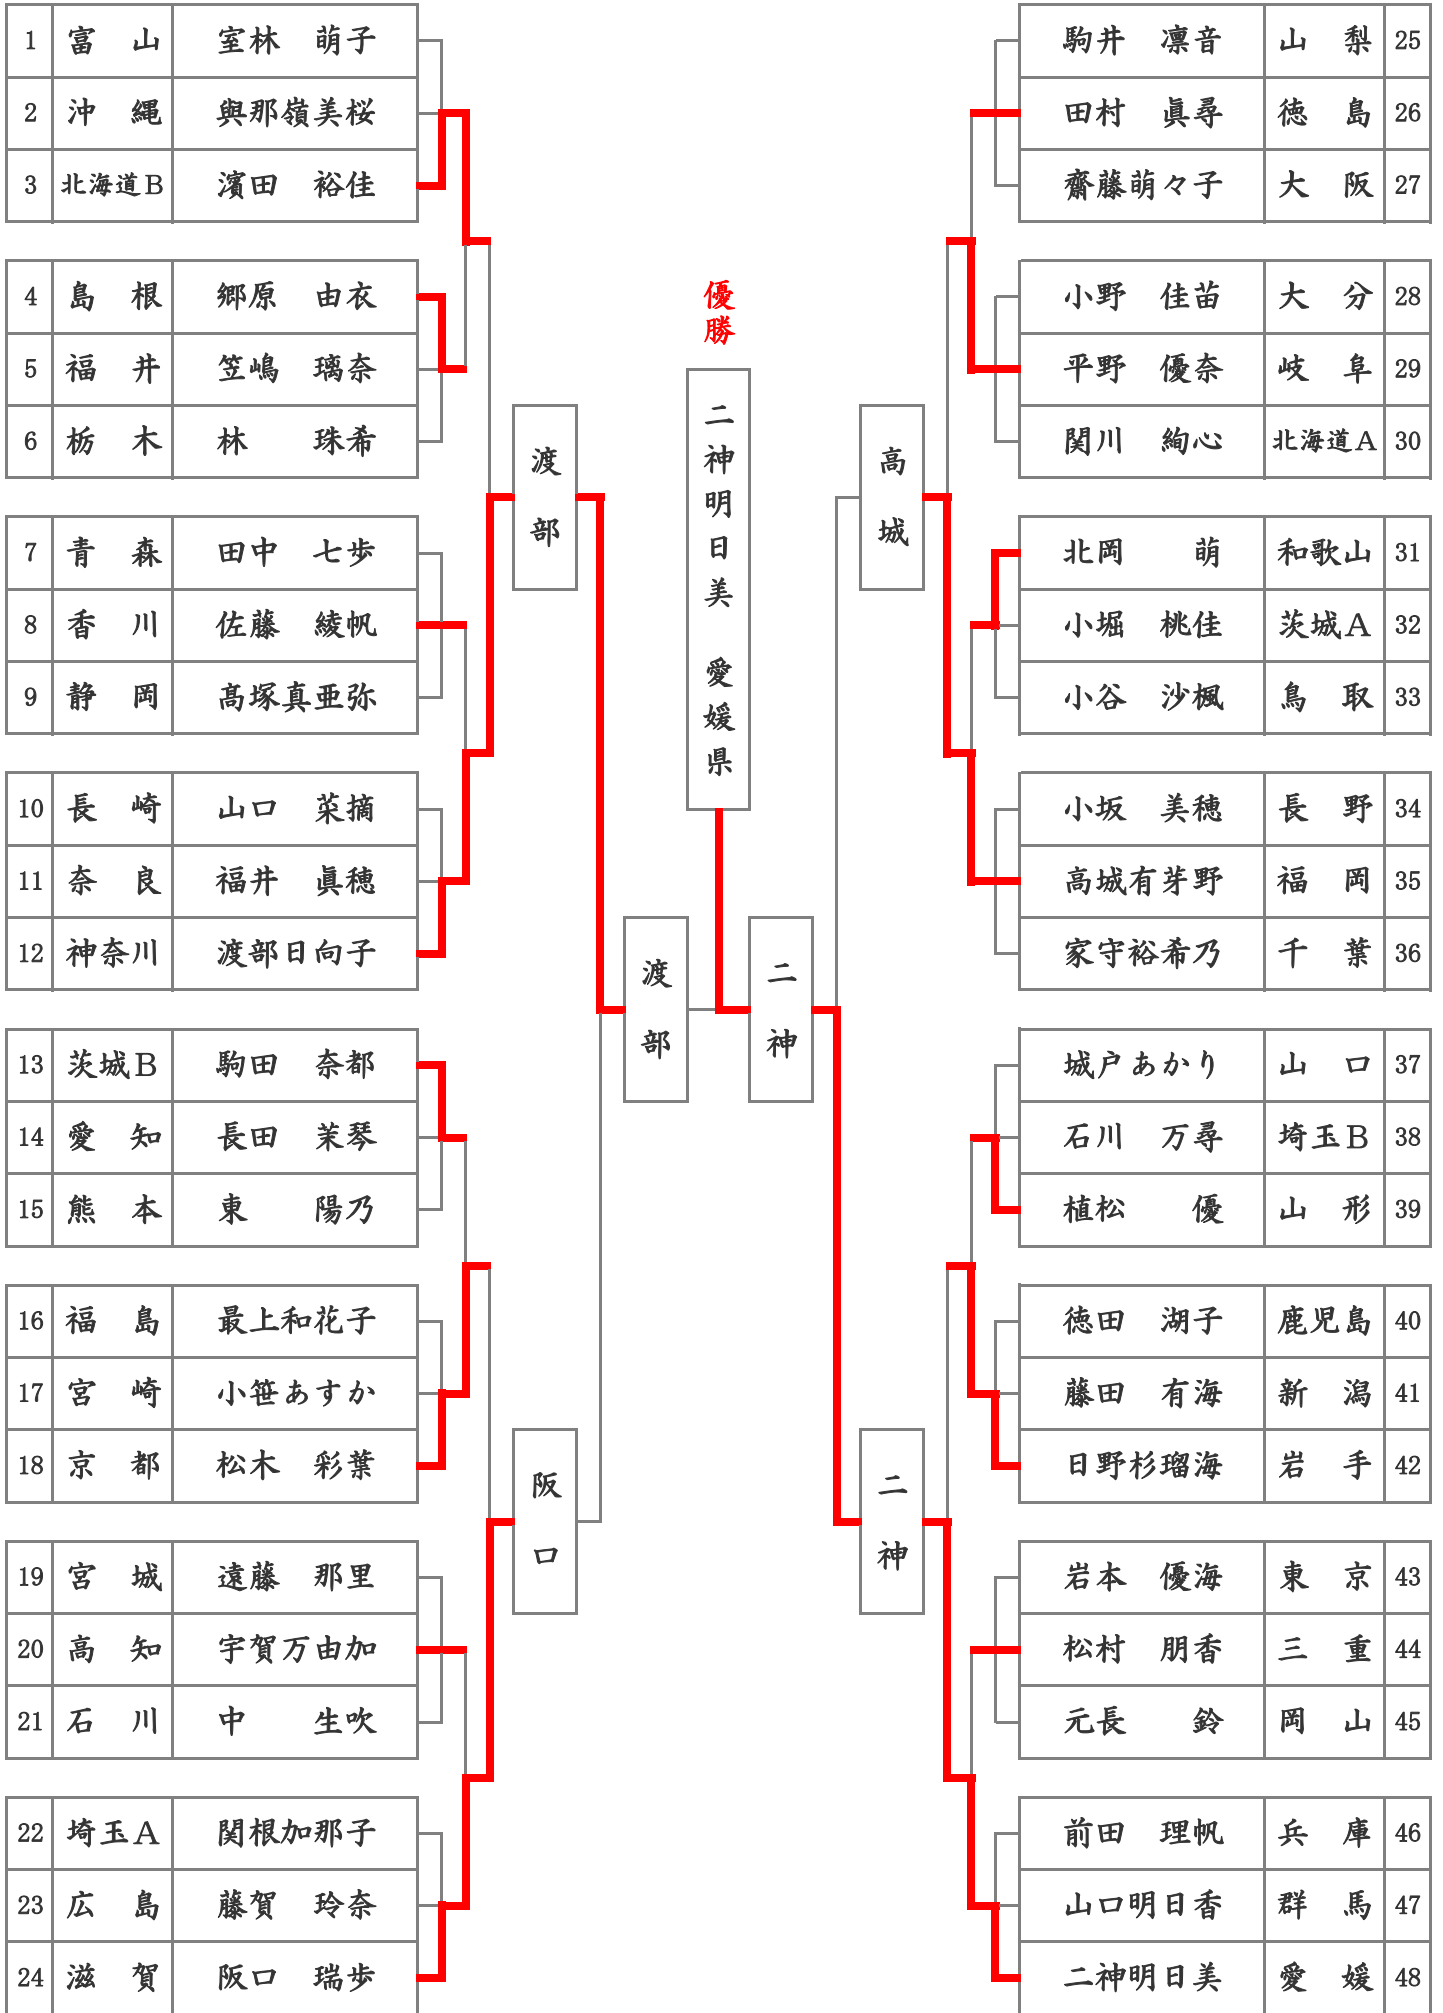 1 富山 室林 萌子
2 沖縄 與那嶺美桜
3 北海道B 濱田 裕佳
4 島根 郷原 由衣
5 福井 笠嶋 璃奈
6 栃木 林 珠希
7 青森 田中 七歩
8 香川 佐藤 綾帆
9 静岡 髙塚真亜弥
10 長崎 山口 菜摘
11 奈良 福井 眞穂
12 神奈川 渡部日向子
13 茨城B 駒田 奈都
14 愛知 長田 茉琴
15 熊本 東 陽乃
16 福島 最上和花子
17 宮崎 小笹あすか
18 京都 松木 彩葉
19 宮城 遠藤 那里
20 高知 宇賀万由加
21 石川 中 生吹
22 埼玉A 関根加那子
23 広島 藤賀 玲奈
24 滋賀 阪口 瑞歩
渡部
阪口
渡部
優勝
二神明日美 愛媛県
二神
高城
二神
駒井 凛音 山梨 25
田村 眞尋 徳島 26
齋藤萌々子 大阪 27
小野 佳苗 大分 28
平野 優奈 岐阜 29
関川 絢心 北海道A 30
北岡 萌 和歌山 31
小堀 桃佳 茨城A 32
小谷 沙楓 鳥取 33
小坂 美穂 長野 34
高城有芽野 福岡 35
家守裕希乃 千葉 36
城戸あかり 山口 37
石川 万尋 埼玉B 38
植松 優 山形 39
徳田 湖子 鹿児島 40
藤田 有海 新潟 41
日野杉瑠海 岩手 42
岩本 優海 東京 43
松村 朋香 三重 44
元長 鈴 岡山 45
前田 理帆 兵庫 46
山口明日香 群馬 47
二神明日美 愛媛 48